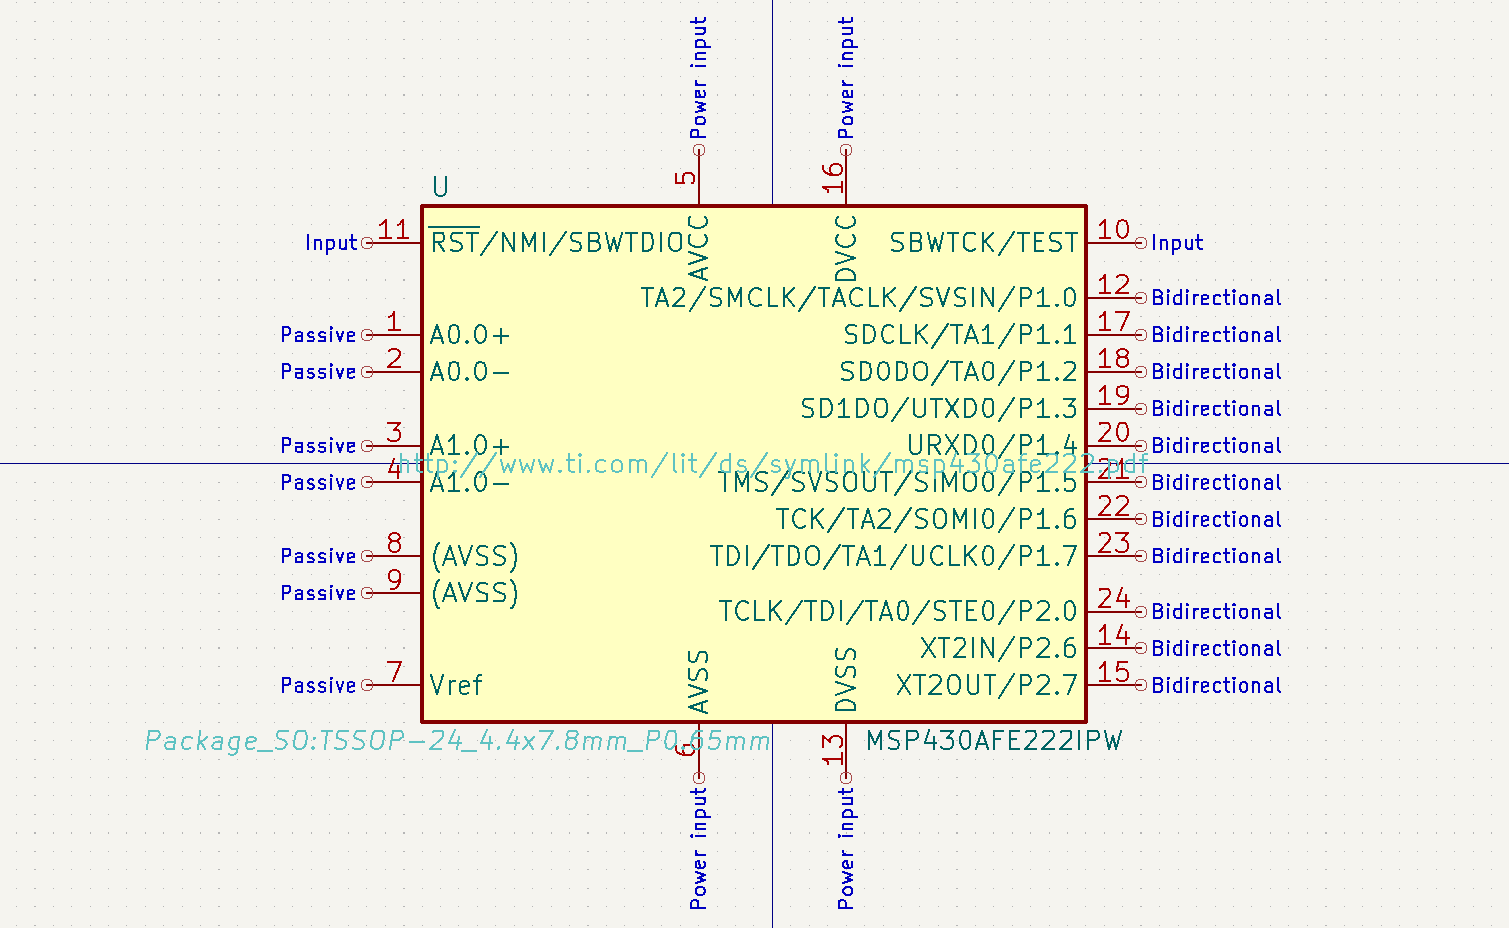 Power input
Power input
5
16
U
Input
11
RST/NMI/SBWTDIO
AVCC
DVCC
SBWTCK/TEST
10
Input
TA2/SMCLK/TACLK/SVSIN/P1.0
12
Bidirectional
Passive
1
A0.0+
SDCLK/TA1/P1.1
17
Bidirectional
Passive
2
A0.0-
SD0DO/TA0/P1.2
18
Bidirectional
SD1DO/UTXD0/P1.3
19
Bidirectional
Passive
3
A1.0+
URXD0/P1.4
20
Bidirectional
http://www.ti.com/lit/ds/symlink/msp430afe222.pdf
Passive
4
A1.0-
TMS/SVSOUT/SIMO0/P1.5
21
Bidirectional
TCK/TA2/SOMI0/P1.6
22
Bidirectional
Passive
8
(AVSS)
TDI/TDO/TA1/UCLK0/P1.7
23
Bidirectional
Passive
9
(AVSS)
TCLK/TDI/TA0/STE0/P2.0
24
Bidirectional
XT2IN/P2.6
14
Bidirectional
Passive
7
Vref
AVSS
DVSS
XT2OUT/P2.7
15
Bidirectional
Package_SO:TSSOP-24_4.4x7.8mm_P0.65mm
6
13
MSP430AFE222IPW
Power input
Power input